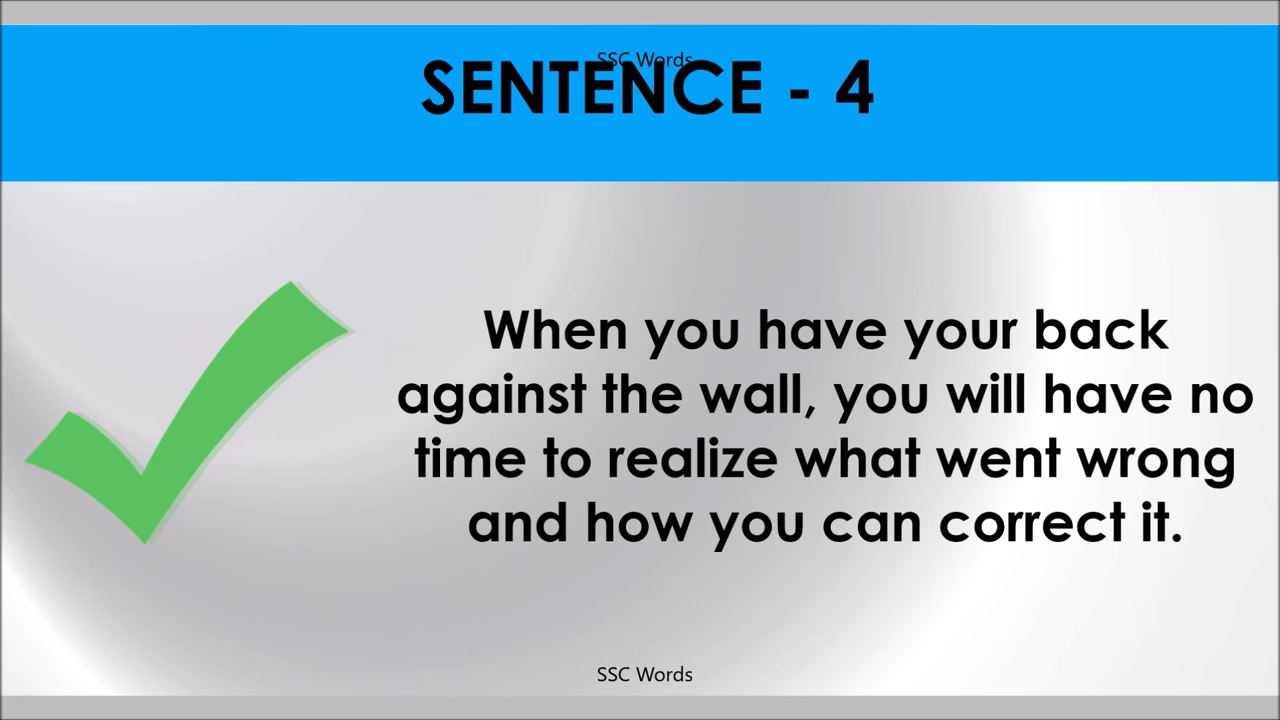 SSC Words
SENTENCE - 4
When you have your back
against the wall, you will have no
time to realize what went wrong
and how you can correct it.
SSC Words